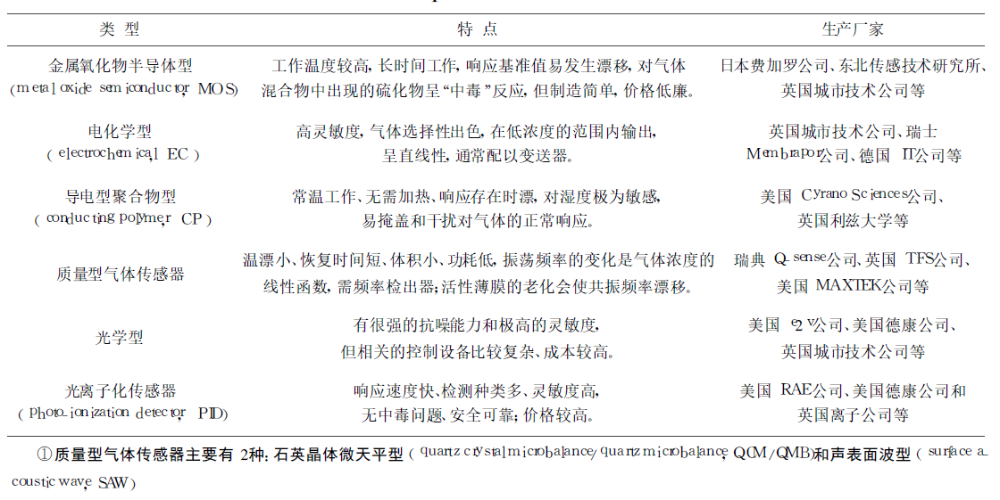 类 型 特 点 生产厂家
金属氧化物半导体型 工作温度较高,长时间工作,响应基准值易发生漂移,对气体 日本费加罗公司、东北传感技术研究所、
(metal oxide semiconductor, MOS) 混合物中出现的硫化物呈“中毒”反应,但制造简单,价格低廉。 英国城市技术公司等
电化学型 高灵敏度,气体选择性出色,在低浓度的范围内输出, 英国城市技术公司、瑞士
(electrochemical, EC) 呈直线性,通常配以变送器。 Membrapor公司、德国 IT公司等
导电型聚合物型 常温工作、无需加热、响应存在时漂,对湿度极为敏感, 美国 Cyrano Sciences公司、
(conducting polymer, CP) 易掩盖和干扰对气体的正常响应。 英国利兹大学等
质量型气体传感器 温漂小、恢复时间短、体积小、功耗低,振荡频率的变化是气体浓度的 瑞典 Q-sense公司、英国 TFS公司、
线性函数,需频率检出器;活性薄膜的老化会使共振频率漂移。 美国 MAXTEK公司等
光学型 有很强的抗噪能力和极高的灵敏度, 美国 e2v公司、美国德康公司、
但相关的控制设备比较复杂、成本较高。 英国城市技术公司等
光离子化传感器 响应速度快、检测种类多、灵敏度高, 美国 RAE公司、美国德康公司和
(photo-ionization detector, PID) 无中毒问题、安全可靠;价格较高。 英国离子公司等
①质量型气体传感器主要有 2种:石英晶体微天平型(quartz crystal microbalance/quartz microbalance, QCM/QMB)和声表面波型(surface a-
coustic wave, SAW)